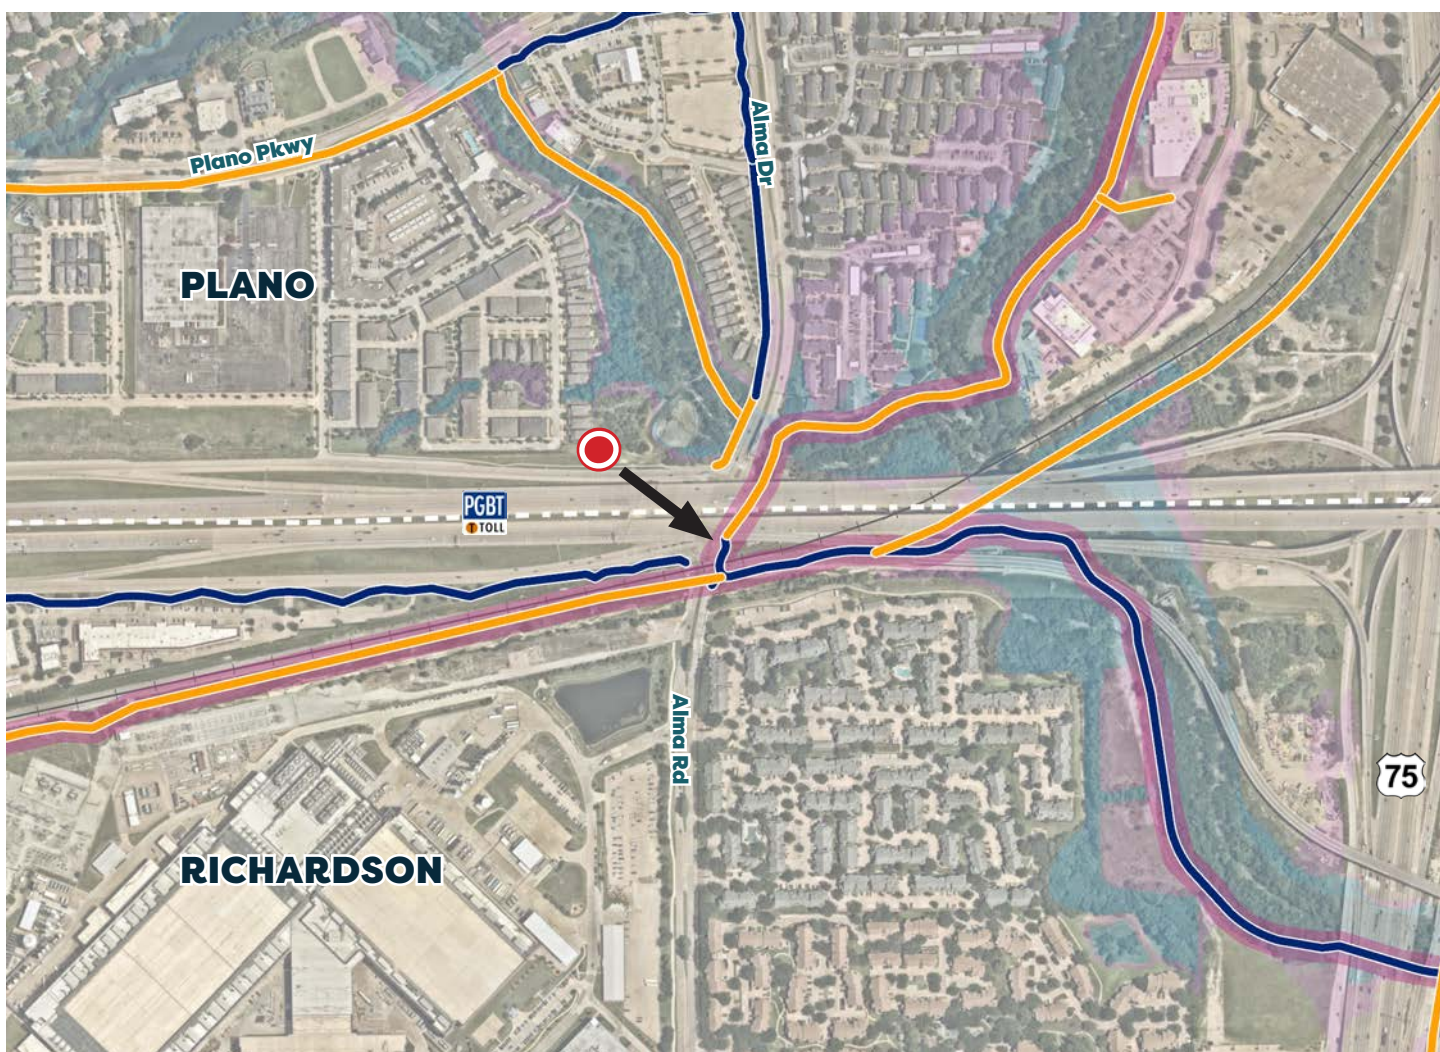 Plano Pkwy
Alma Dr
PLANO
PGBT
T TOLL
Alma Rd
75
RICHARDSON